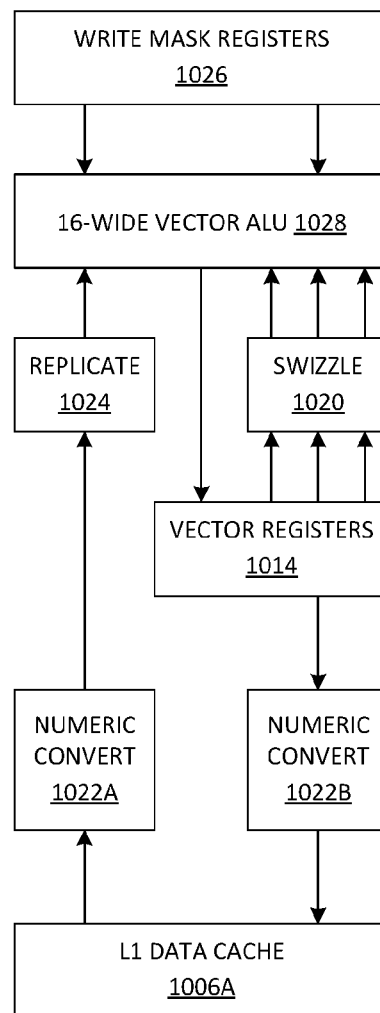 WRITE MASK REGISTERS
1026
16-WIDE VECTOR ALU 1028
REPLICATE
1024
SWIZZLE
1020
VECTOR REGISTERS
1014
NUMERIC
CONVERT
1022A
NUMERIC
CONVERT
1022B
L1 DATA CACHE
1006A